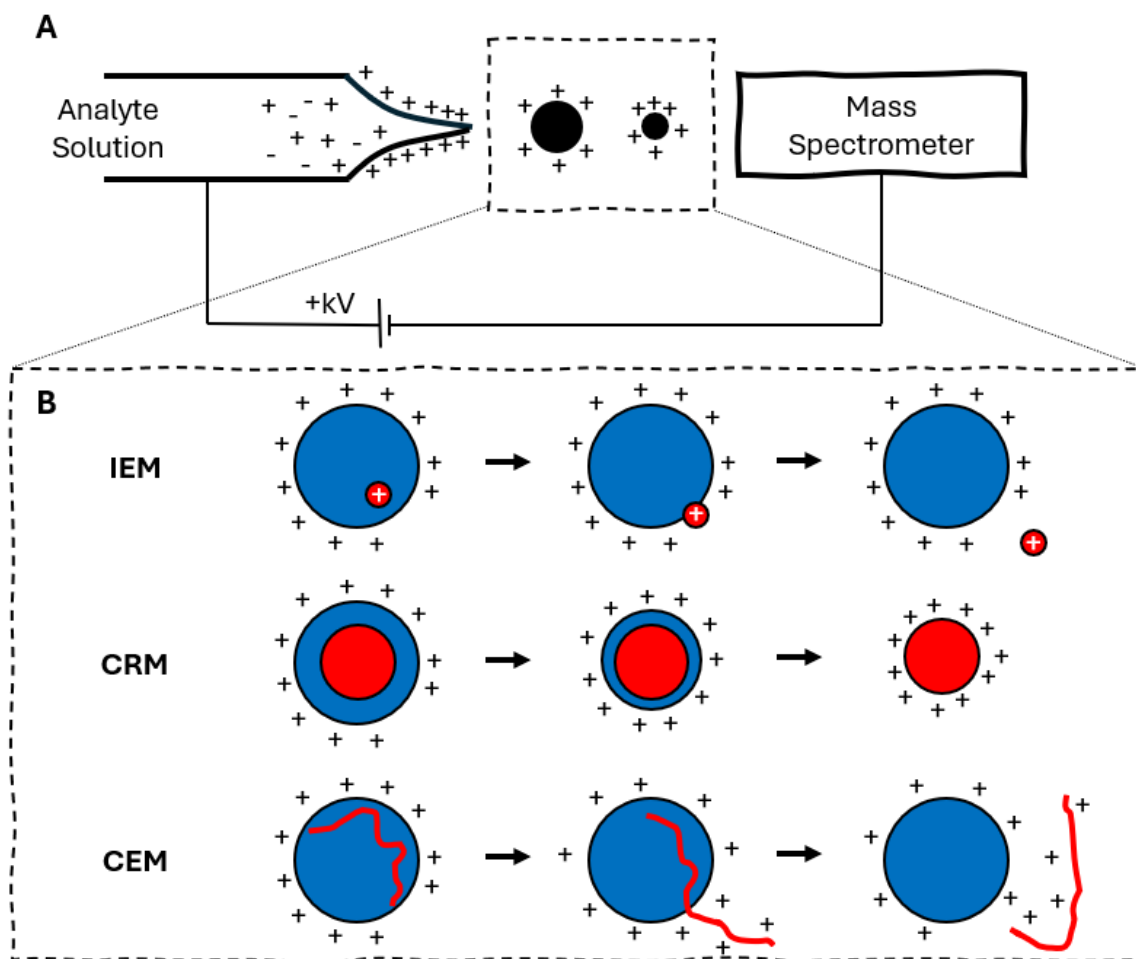 A
Analyte
Solution
Mass
Spectrometer
+kV
B
IEM
CRM
CEM